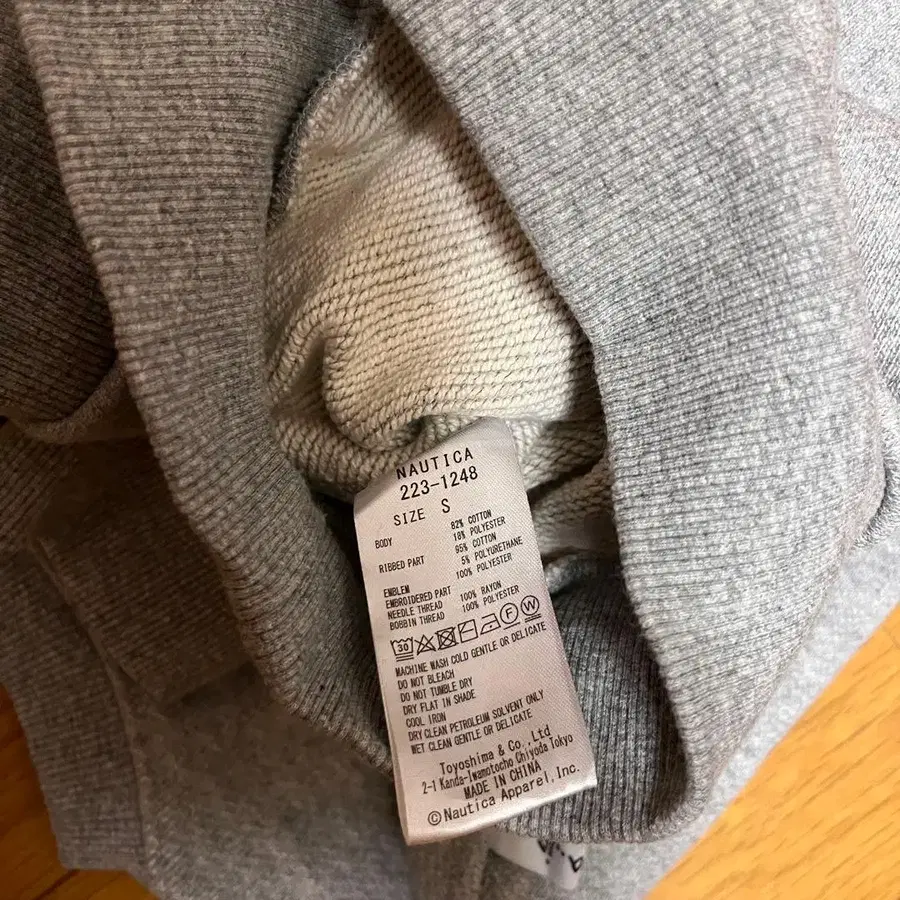 NAUTICA
223-1248
SIZE S
BODY 82% COTTON
18% POLYESTER
RIBBED PART 95% COTTON
5% POLYURETHANE
EMBLEM 100% POLYESTER
EMBROIDERED PART
NEEDLE THREAD 100% RAYON
BOBBIN THREAD 100% POLYESTER
30 F W
MACHINE WASH COLD GENTLE OR DELICATE
DO NOT BLEACH
DO NOT TUMBLE DRY
DRY FLAT IN SHADE
COOL IRON
DRY CLEAN PETROLEUM SOLVENT ONLY
WET CLEAN GENTLE OR DELICATE
Toyoshima & Co., Ltd
2-1 Kanda-Iwamotocho Chiyoda Tokyo
MADE IN CHINA
©Nautica Apparel, Inc.